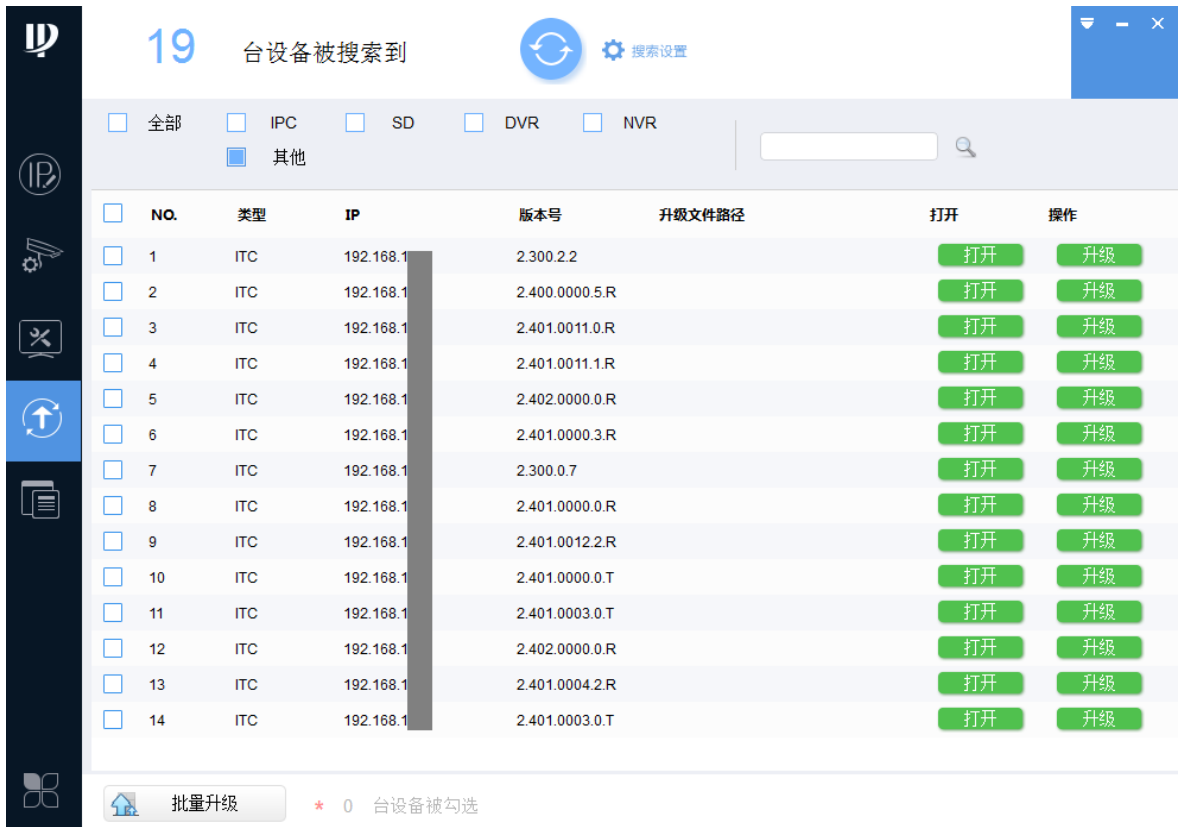 19 台设备被搜索到 搜索设置
全部 IPC SD DVR NVR
其他
NO. 类型 IP 版本号 升级文件路径 打开 操作
1 ITC 192.168.1 2.300.2.2 打开 升级
2 ITC 192.168.1 2.400.0000.5.R 打开 升级
3 ITC 192.168.1 2.401.0011.0.R 打开 升级
4 ITC 192.168.1 2.401.0011.1.R 打开 升级
5 ITC 192.168.1 2.402.0000.0.R 打开 升级
6 ITC 192.168.1 2.401.0000.3.R 打开 升级
7 ITC 192.168.1 2.300.0.7 打开 升级
8 ITC 192.168.1 2.401.0000.0.R 打开 升级
9 ITC 192.168.1 2.401.0012.2.R 打开 升级
10 ITC 192.168.1 2.401.0000.0.T 打开 升级
11 ITC 192.168.1 2.401.0003.0.T 打开 升级
12 ITC 192.168.1 2.402.0000.0.R 打开 升级
13 ITC 192.168.1 2.401.0004.2.R 打开 升级
14 ITC 192.168.1 2.401.0003.0.T 打开 升级
批量升级 * 0 台设备被勾选
IP